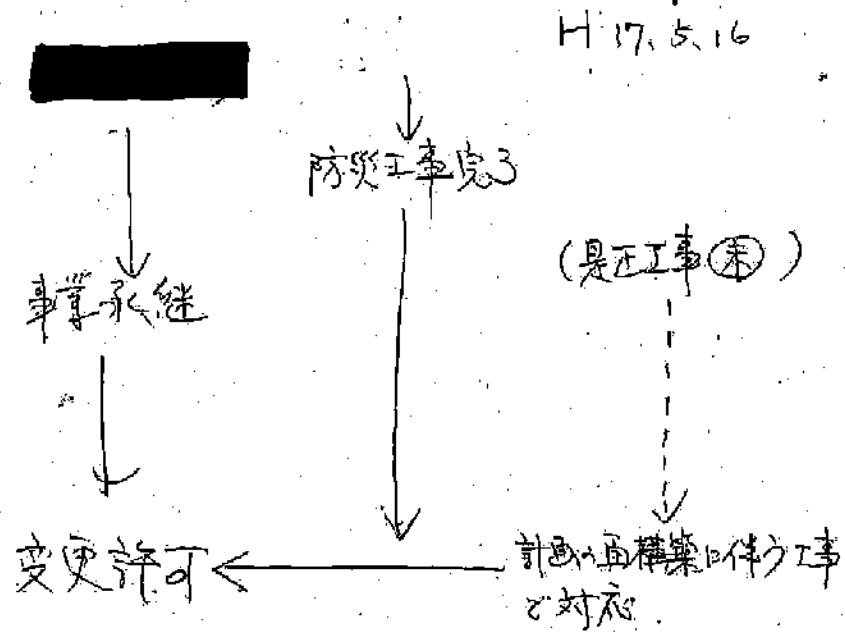 H 17.5.16
防災工事完了
(是正工事未)
事業承継
変更許可
計画の再構築に伴う工事
で対応